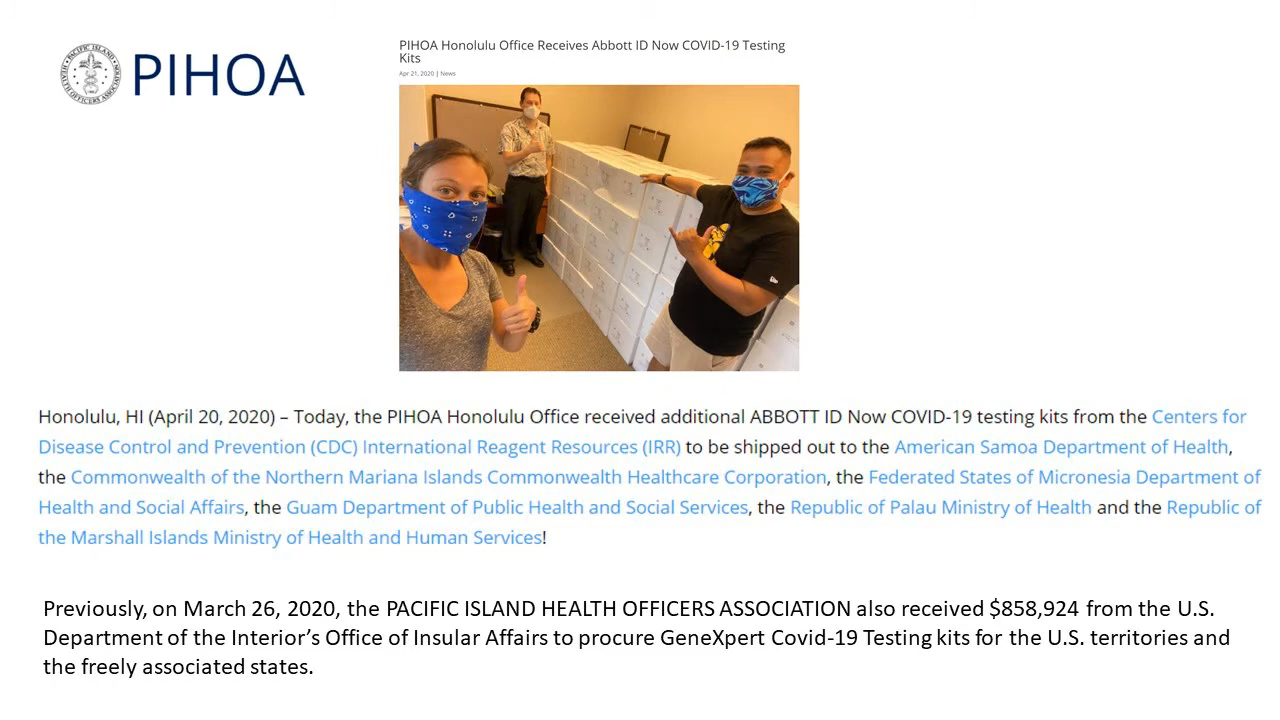 PACIFIC ISLAND
HEALTH OFFICERS ASSOCIATION
PIHOA
PIHOA Honolulu Office Receives Abbott ID Now COVID-19 Testing
Kits
Apr 21, 2020 | News
Honolulu, HI (April 20, 2020) – Today, the PIHOA Honolulu Office received additional ABBOTT ID Now COVID-19 testing kits from the Centers for
Disease Control and Prevention (CDC) International Reagent Resources (IRR) to be shipped out to the American Samoa Department of Health,
the Commonwealth of the Northern Mariana Islands Commonwealth Healthcare Corporation, the Federated States of Micronesia Department of
Health and Social Affairs, the Guam Department of Public Health and Social Services, the Republic of Palau Ministry of Health and the Republic of
the Marshall Islands Ministry of Health and Human Services!
Previously, on March 26, 2020, the PACIFIC ISLAND HEALTH OFFICERS ASSOCIATION also received $858,924 from the U.S.
Department of the Interior’s Office of Insular Affairs to procure GeneXpert Covid-19 Testing kits for the U.S. territories and
the freely associated states.